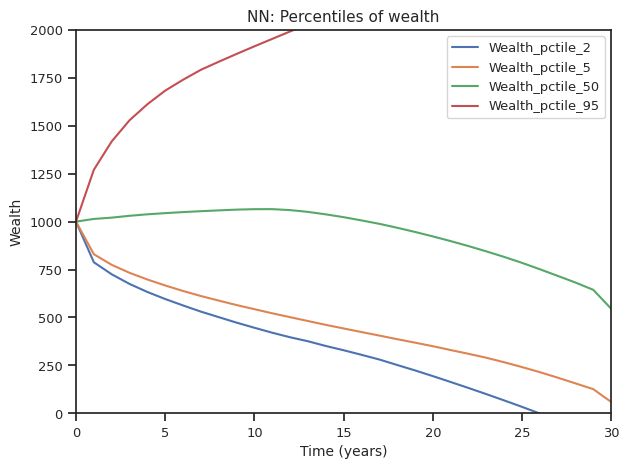 NN: Percentiles of wealth
2000
1750
1500
1250
1000
750
500
250
0
Wealth
Wealth_pctile_2
Wealth_pctile_5
Wealth_pctile_50
Wealth_pctile_95
0 5 10 15 20 25 30
Time (years)